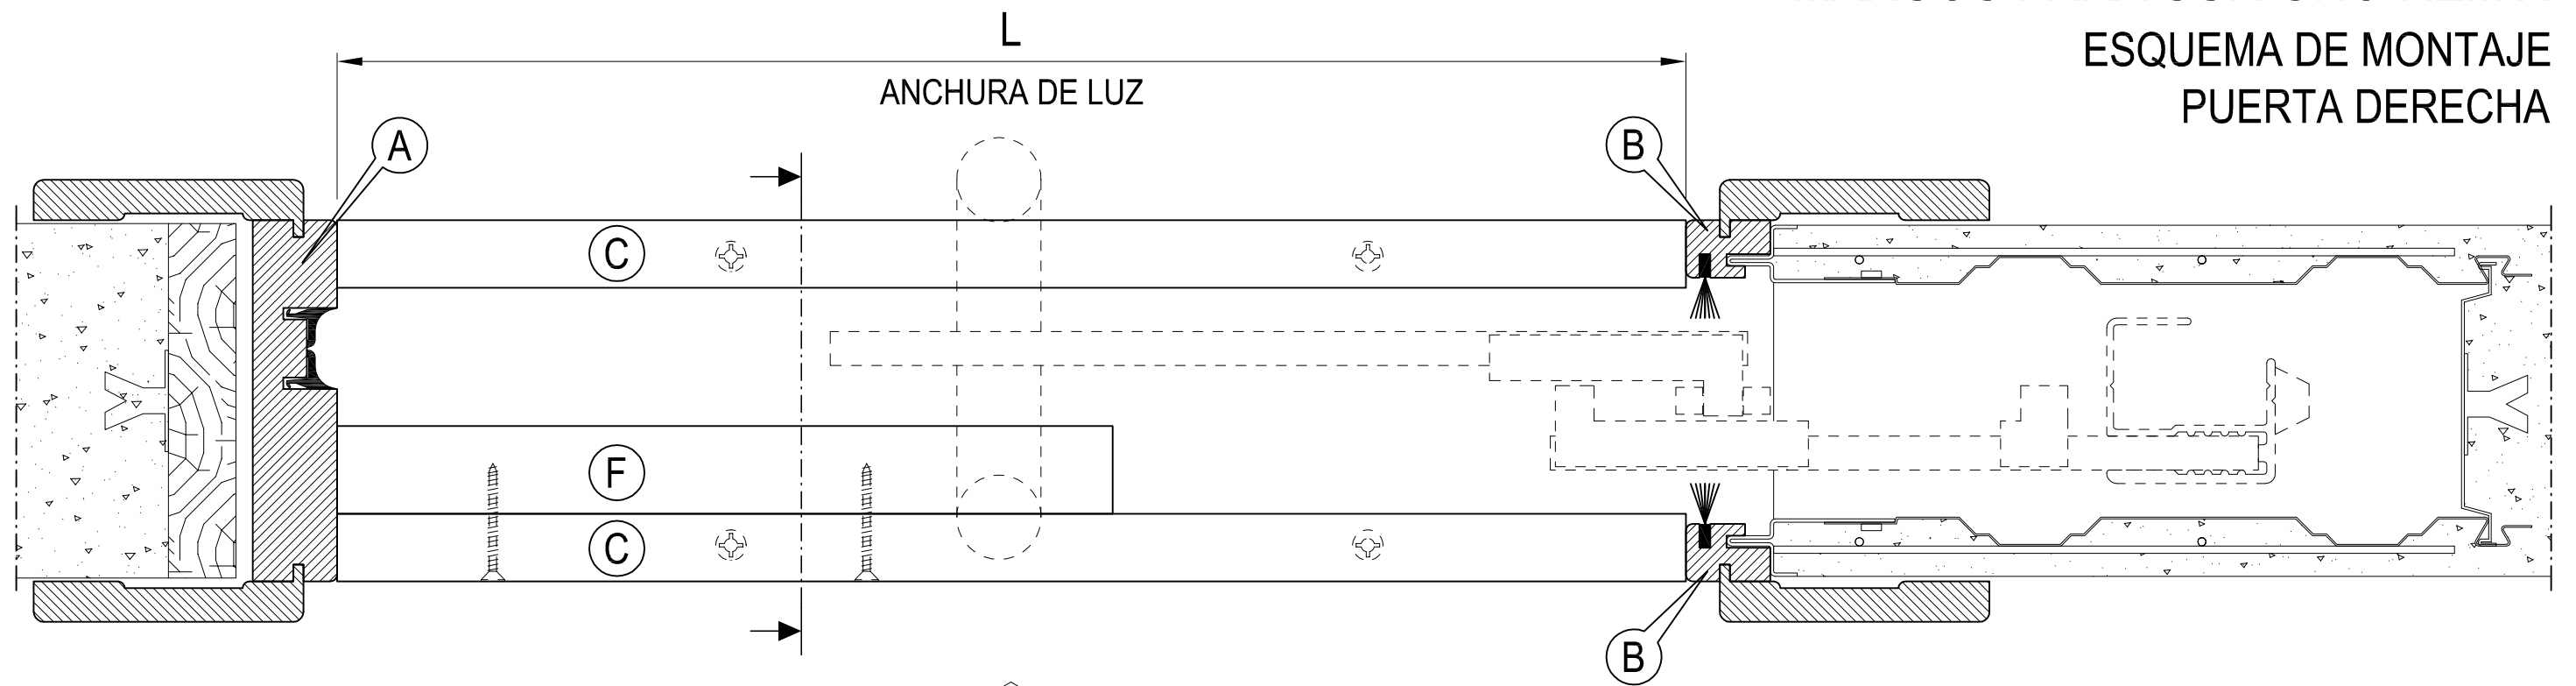 L
ESQUEMA DE MONTAJE
ANCHURA DE LUZ
PUERTA DERECHA
A
B
C
F
C
B